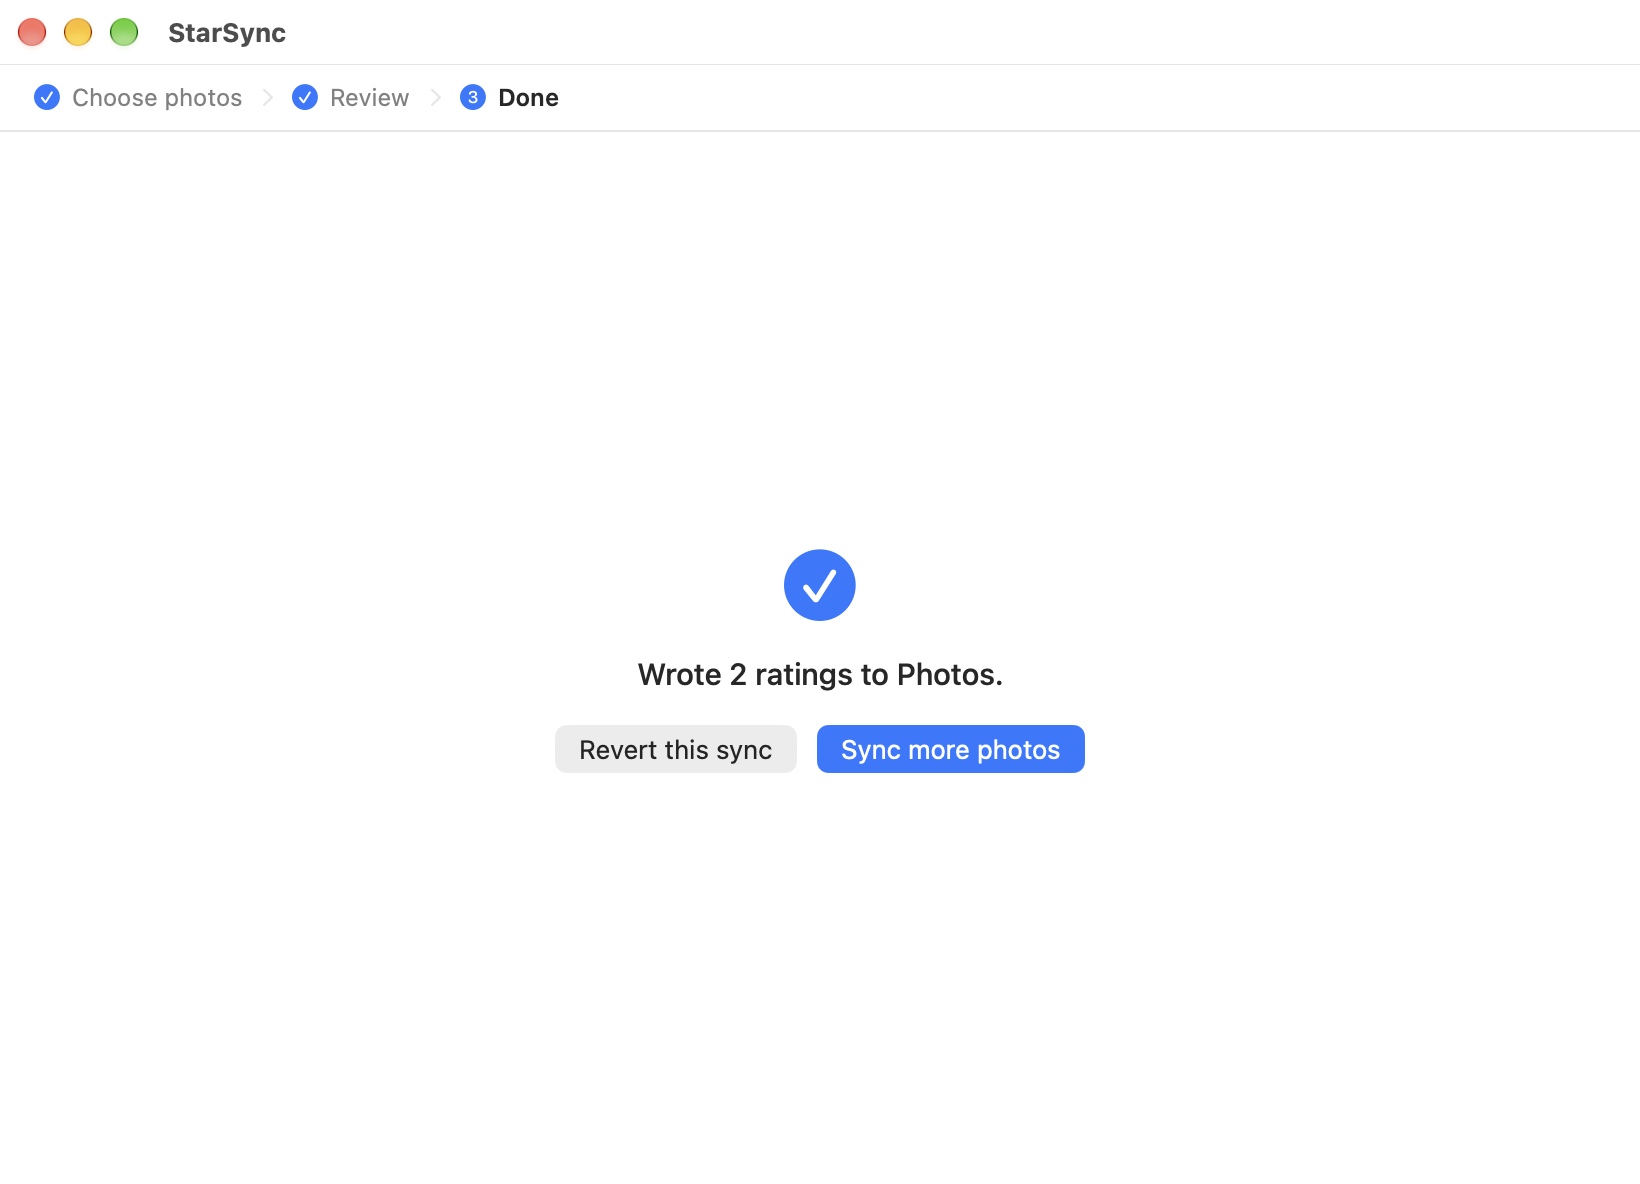 StarSync
Choose photos
Review
3 Done
Wrote 2 ratings to Photos.
Revert this sync
Sync more photos